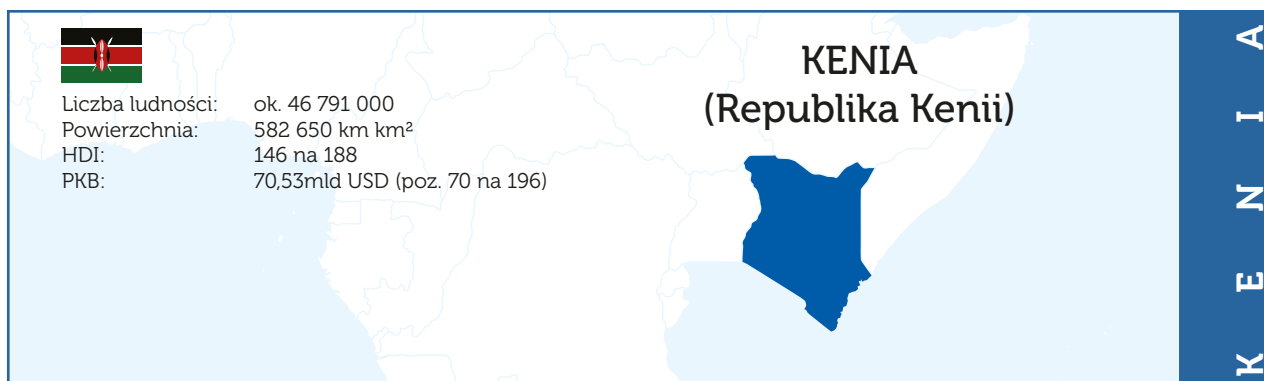 KENIA
(Republika Kenii)
Liczba ludności: ok. 46 791 000
Powierzchnia: 582 650 km km²
HDI: 146 na 188
PKB: 70,53mld USD (poz. 70 na 196)
KENIA